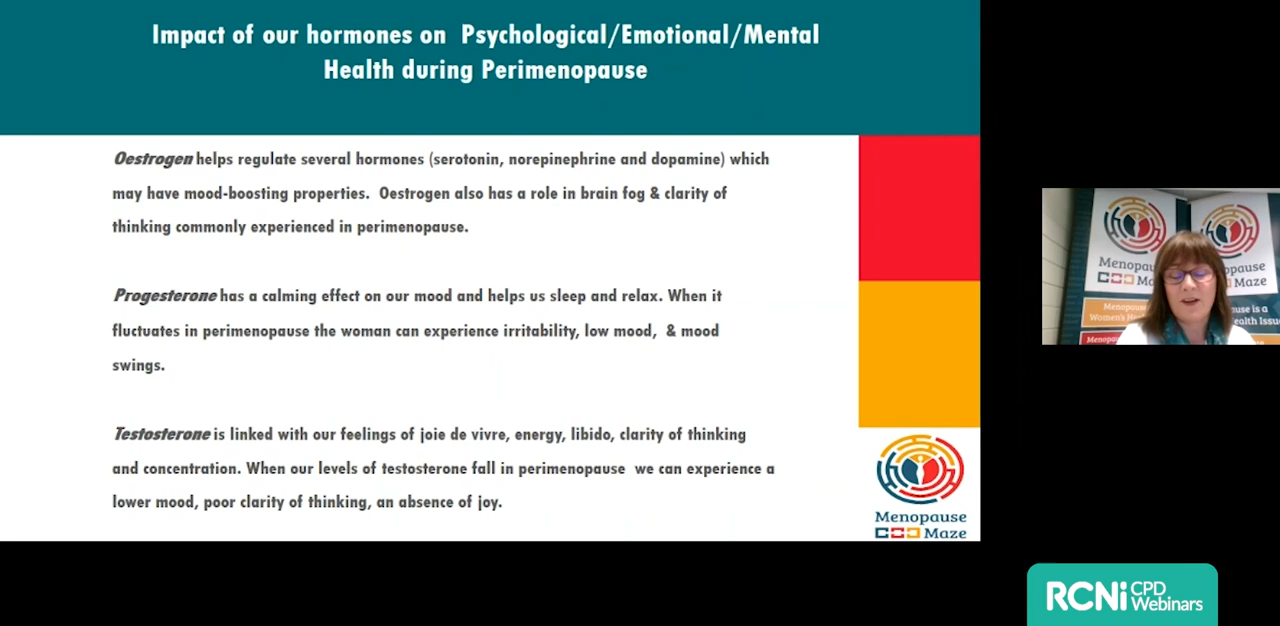 Impact of our hormones on Psychological/Emotional/Mental
Health during Perimenopause
Oestrogen helps regulate several hormones (serotonin, norepinephrine and dopamine) which
may have mood-boosting properties. Oestrogen also has a role in brain fog & clarity of
thinking commonly experienced in perimenopause.
Progesterone has a calming effect on our mood and helps us sleep and relax. When it
fluctuates in perimenopause the woman can experience irritability, low mood, & mood
swings.
Testosterone is linked with our feelings of joie de vivre, energy, libido, clarity of thinking
and concentration. When our levels of testosterone fall in perimenopause we can experience a
lower mood, poor clarity of thinking, an absence of joy.
Menopause
Maze
Menopause
Maze
Menopause
RCNi CPD
Webinars